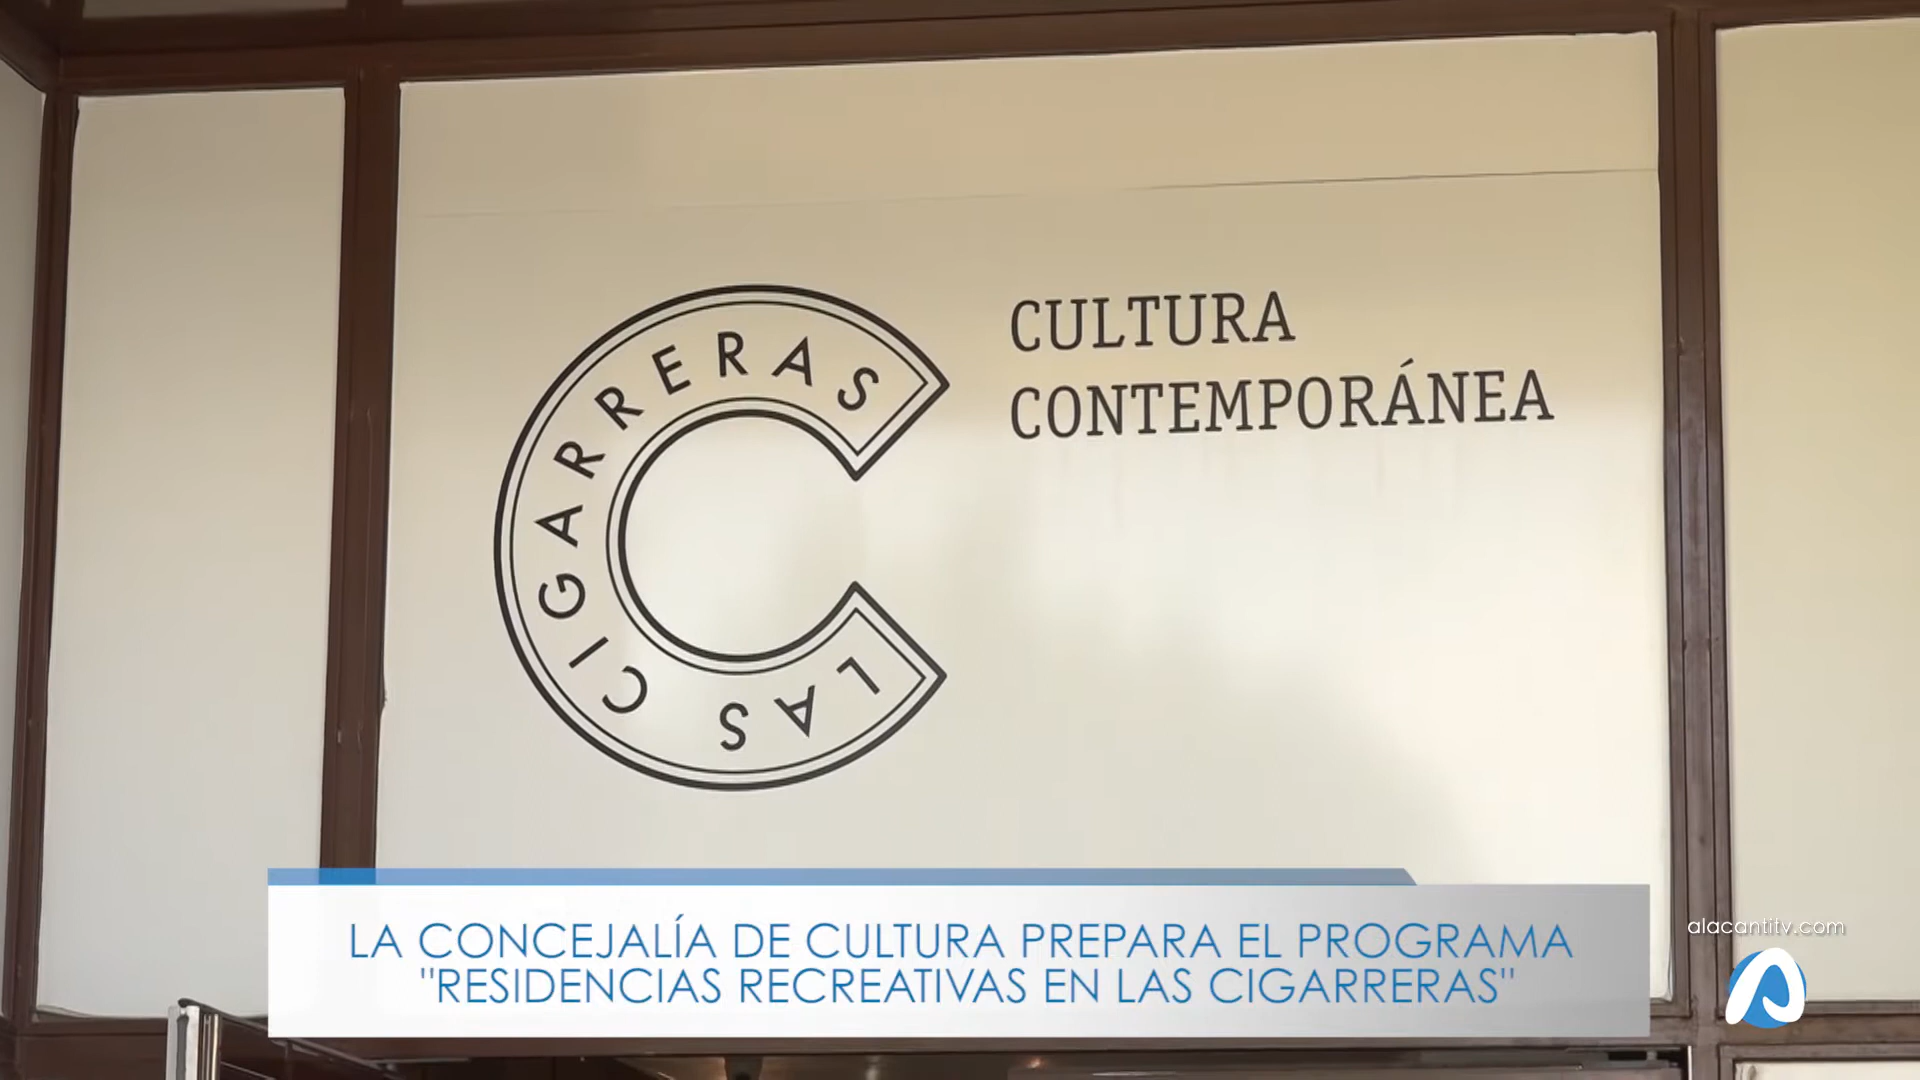 LAS CIGARRERAS
CULTURA
CONTEMPORÁNEA
LA CONCEJALÍA DE CULTURA PREPARA EL PROGRAMA
"RESIDENCIAS RECREATIVAS EN LAS CIGARRERAS"
alacantitv.com